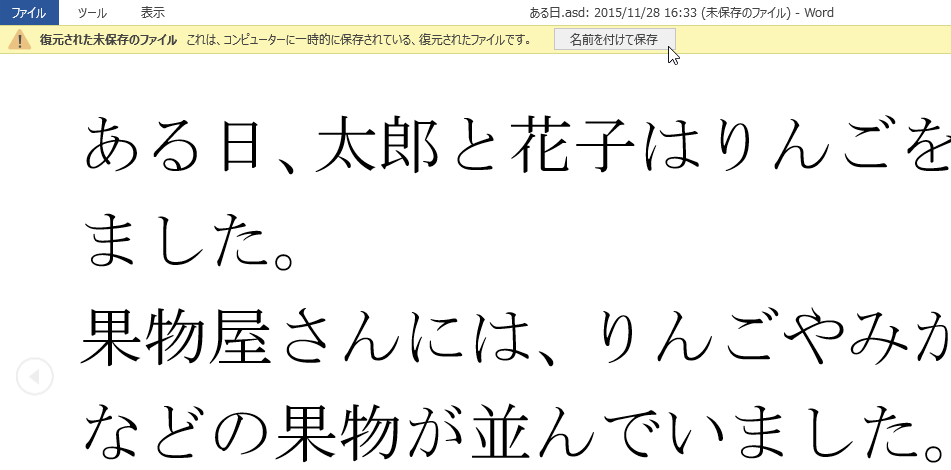 ファイル ツール 表示 ある日.asd: 2015/11/28 16:33 (未保存のファイル) - Word
復元された未保存のファイル これは、コンピューターに一時的に保存されている、復元されたファイルです。 名前を付けて保存
ある日、太郎と花子はりんごを
ました。
果物屋さんには、りんごやみか
などの果物が並んでいました。